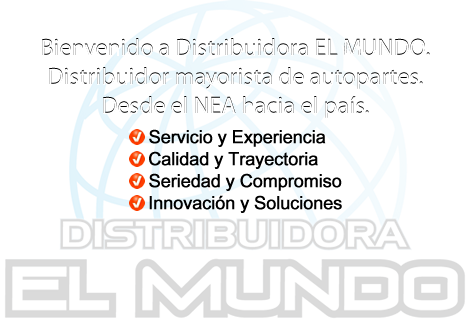 Bienvenido a Distribuidora EL MUNDO.
Distribuidor mayorista de autopartes.
Desde el NEA hacia el país.
Servicio y Experiencia
Calidad y Trayectoria
Seriedad y Compromiso
Innovación y Soluciones
DISTRIBUIDORA
EL MUNDO